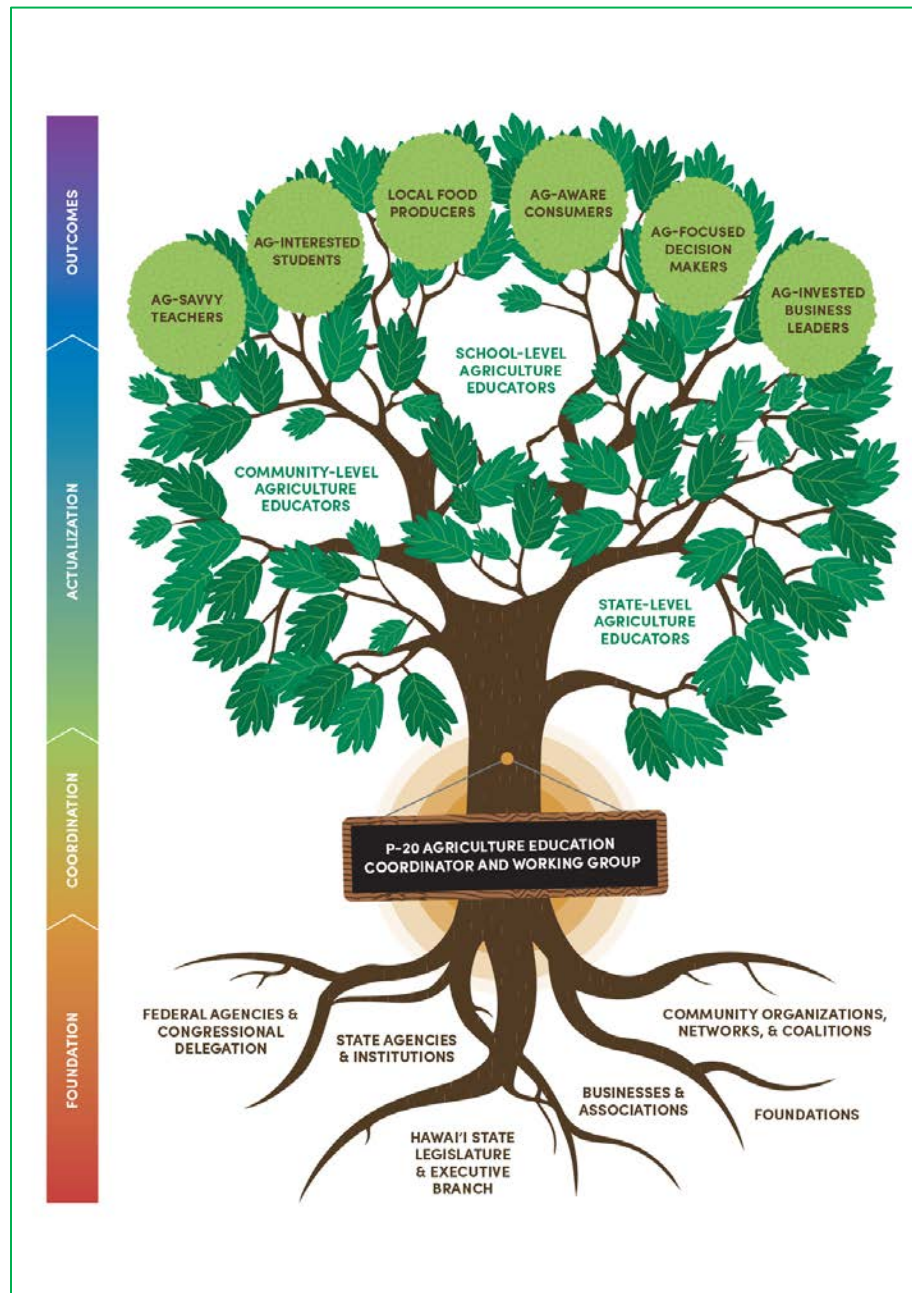 OUTCOMES
ACTUALIZATION
COORDINATION
FOUNDATION
LOCAL FOOD
PRODUCERS
AG-AWARE
CONSUMERS
AG-INTERESTED
STUDENTS
AG-FOCUSED
DECISION
MAKERS
AG-SAVVY
TEACHERS
AG-INVESTED
BUSINESS
LEADERS
SCHOOL-LEVEL
AGRICULTURE
EDUCATORS
COMMUNITY-LEVEL
AGRICULTURE
EDUCATORS
STATE-LEVEL
AGRICULTURE
EDUCATORS
P-20 AGRICULTURE EDUCATION
COORDINATOR AND WORKING GROUP
FEDERAL AGENCIES &
CONGRESSIONAL
DELEGATION
STATE AGENCIES
& INSTITUTIONS
HAWAI‘I STATE
LEGISLATURE
& EXECUTIVE
BRANCH
BUSINESSES &
ASSOCIATIONS
COMMUNITY ORGANIZATIONS,
NETWORKS, & COALITIONS
FOUNDATIONS